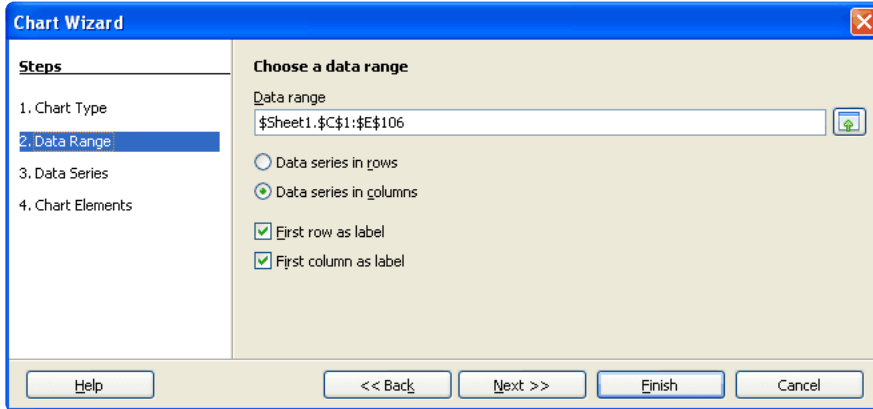 Chart Wizard
Steps
1. Chart Type
2. Data Range
3. Data Series
4. Chart Elements
Choose a data range
Data range
$Sheet1.$C$1:$E$106
Data series in rows
Data series in columns
First row as label
First column as label
Help
<< Back
Next >>
Finish
Cancel